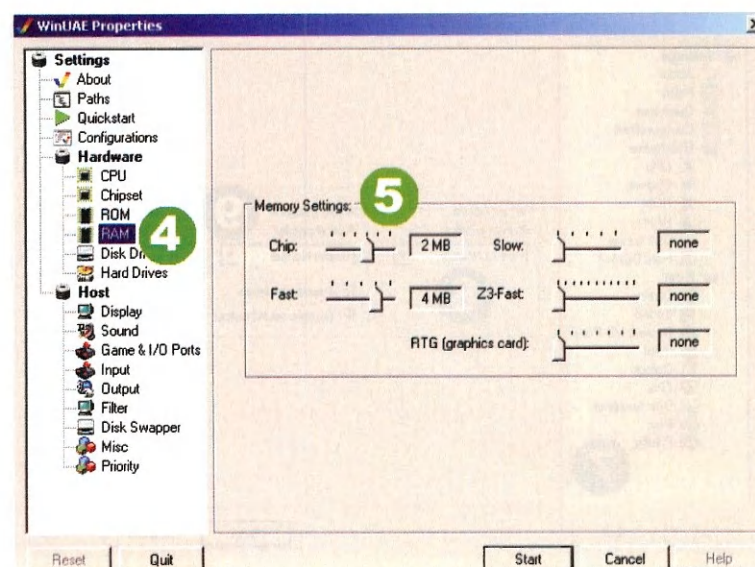 WinUAE Properties
Settings
About
Paths
Quickstart
Configurations
Hardware
CPU
Chipset
ROM
RAM
4
Disk
Hard Drives
Host
Display
Sound
Game & I/O Ports
Input
Output
Filter
Disk Swapper
Misc
Priority
Memory Settings:
5
Chip:
2 MB
Slow:
none
Fast:
4 MB
Z3-Fast:
none
RTG (graphics card):
none
Reset
Quit
Start
Cancel
Help